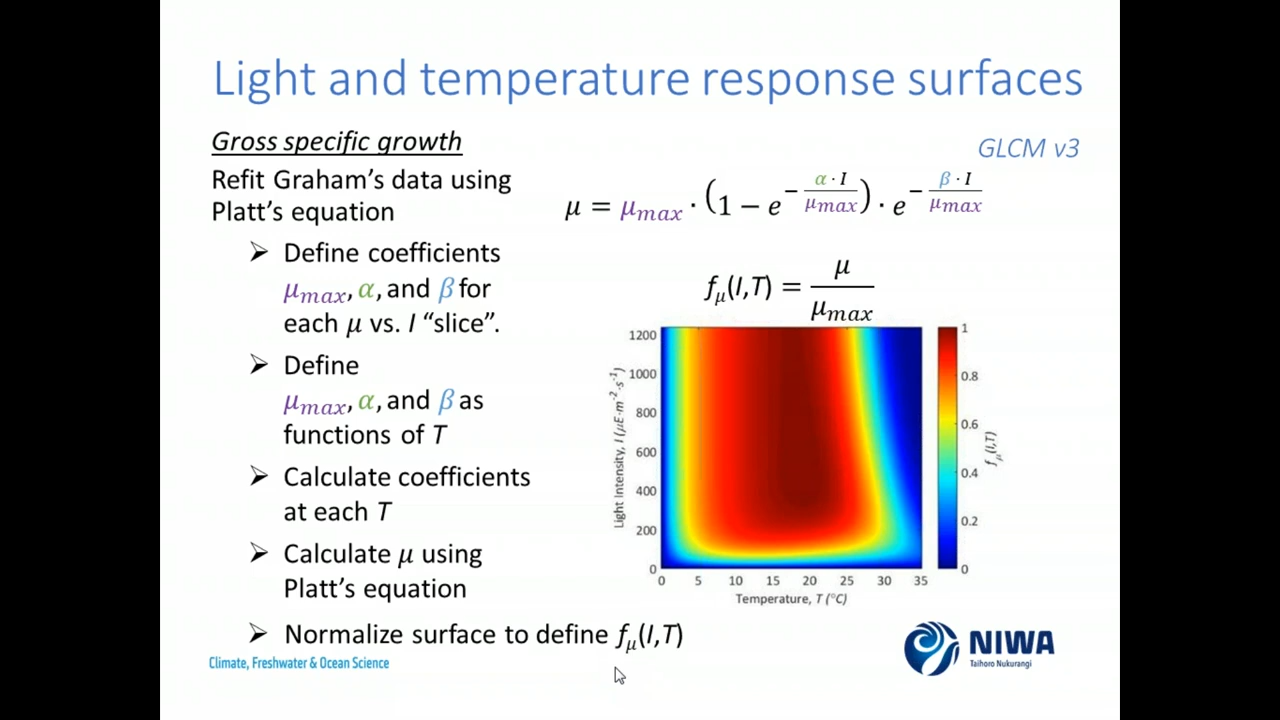 Light and temperature response surfaces
Gross specific growth
GLCM v3
Refit Graham's data using
Platt's equation
μ = μmax · (1 − e^(−(α · I)/μmax)) · e^(−(β · I)/μmax)
➢ Define coefficients
μmax, α, and β for
each μ vs. I “slice”.
➢ Define
μmax, α, and β as
functions of T
➢ Calculate coefficients
at each T
➢ Calculate μ using
Platt's equation
➢ Normalize surface to define fμ(I,T)
fμ(I,T) = μ/μmax
1200
1000
800
600
400
200
0
Light Intensity, I (μE·m⁻²·s⁻¹)
0 5 10 15 20 25 30 35
Temperature, T (°C)
1
0.8
0.6
0.4
0.2
0
fμ(I,T)
Climate, Freshwater & Ocean Science
NIWA
Taihoro Nukurangi